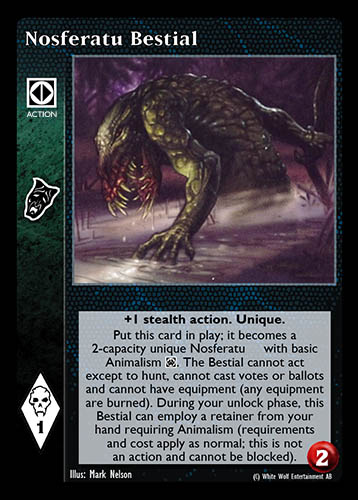 Nosferatu Bestial
ACTION
+1 stealth action. Unique.
Put this card in play; it becomes a
2-capacity unique Nosferatu with basic
Animalism . The Bestial cannot act
except to hunt, cannot cast votes or ballots
and cannot have equipment (any equipment
are burned). During your unlock phase, this
Bestial can employ a retainer from your
hand requiring Animalism (requirements
and cost apply as normal; this is not
an action and cannot be blocked).
1
2
Illus: Mark Nelson
(C) White Wolf Entertainment AB